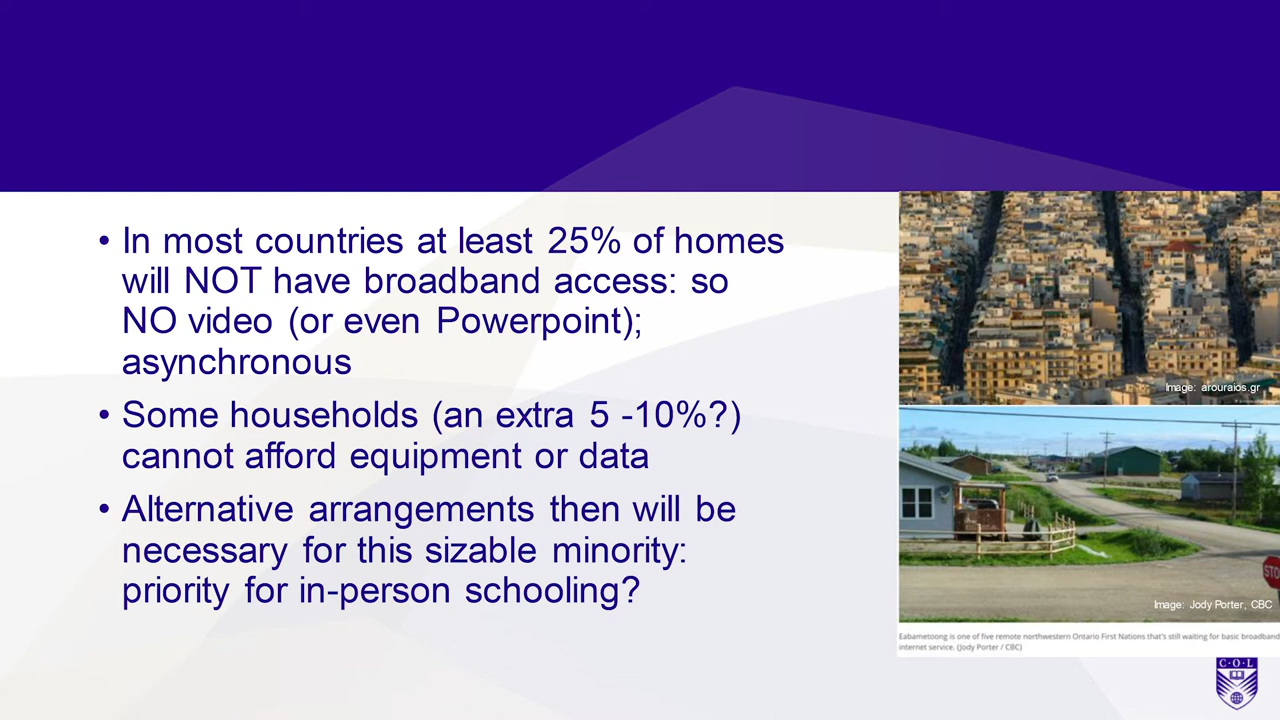 • In most countries at least 25% of homes
will NOT have broadband access: so
NO video (or even Powerpoint);
asynchronous
• Some households (an extra 5 -10%?)
cannot afford equipment or data
• Alternative arrangements then will be
necessary for this sizable minority:
priority for in-person schooling?
Image: arouraios.gr
STO
Image: Jody Porter, CBC
Eabametoong is one of five remote northwestern Ontario First Nations that's still waiting for basic broadband
internet service. (Jody Porter / CBC)
C·O·L